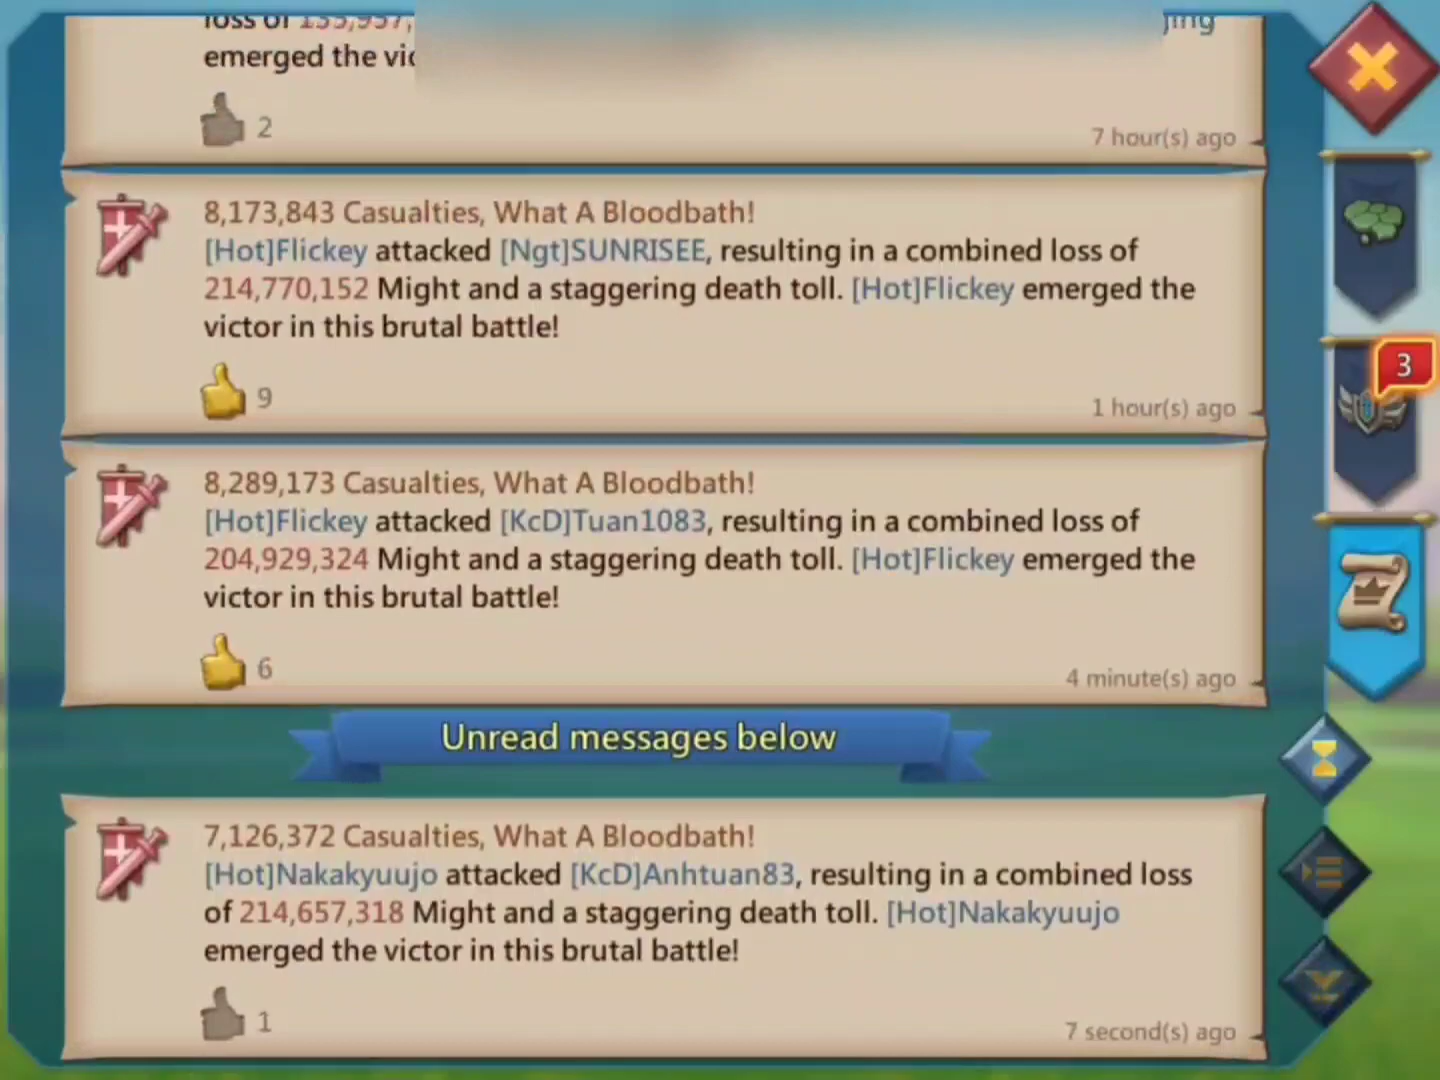 loss of 135,957,
emerged the vic
2
7 hour(s) ago
8,173,843 Casualties, What A Bloodbath!
[Hot]Flickey attacked [Ngt]SUNRISEE, resulting in a combined loss of
214,770,152 Might and a staggering death toll. [Hot]Flickey emerged the
victor in this brutal battle!
9
1 hour(s) ago
3
8,289,173 Casualties, What A Bloodbath!
[Hot]Flickey attacked [KcD]Tuan1083, resulting in a combined loss of
204,929,324 Might and a staggering death toll. [Hot]Flickey emerged the
victor in this brutal battle!
6
4 minute(s) ago
Unread messages below
7,126,372 Casualties, What A Bloodbath!
[Hot]Nakakyuujo attacked [KcD]Anhtuan83, resulting in a combined loss
of 214,657,318 Might and a staggering death toll. [Hot]Nakakyuujo
emerged the victor in this brutal battle!
1
7 second(s) ago